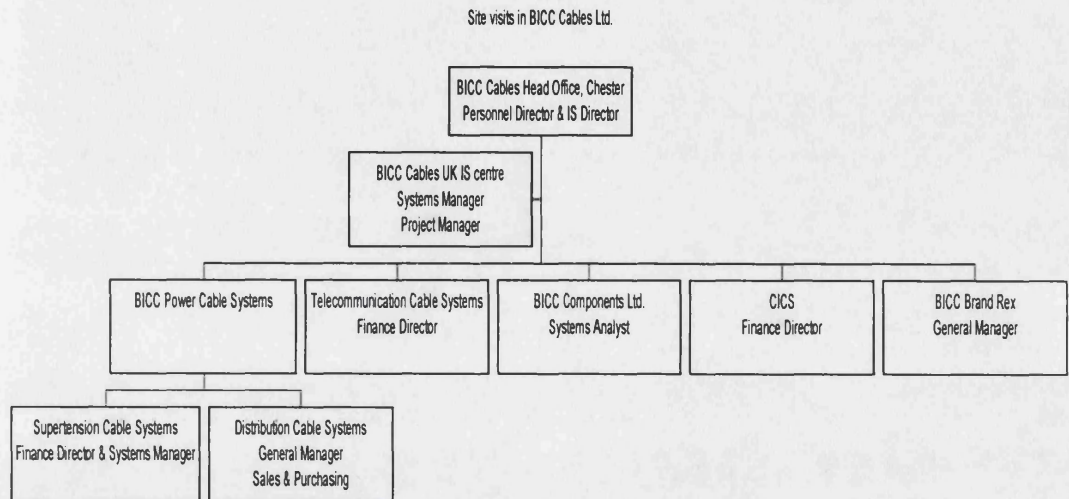 Site visits in BICC Cables Ltd.
BICC Cables Head Office, Chester
Personnel Director & IS Director
BICC Cables UK IS centre
Systems Manager
Project Manager
BICC Power Cable Systems
Telecommunication Cable Systems
Finance Director
BICC Components Ltd.
Systems Analyst
CICS
Finance Director
BICC Brand Rex
General Manager
Supertension Cable Systems
Finance Director & Systems Manager
Distribution Cable Systems
General Manager
Sales & Purchasing